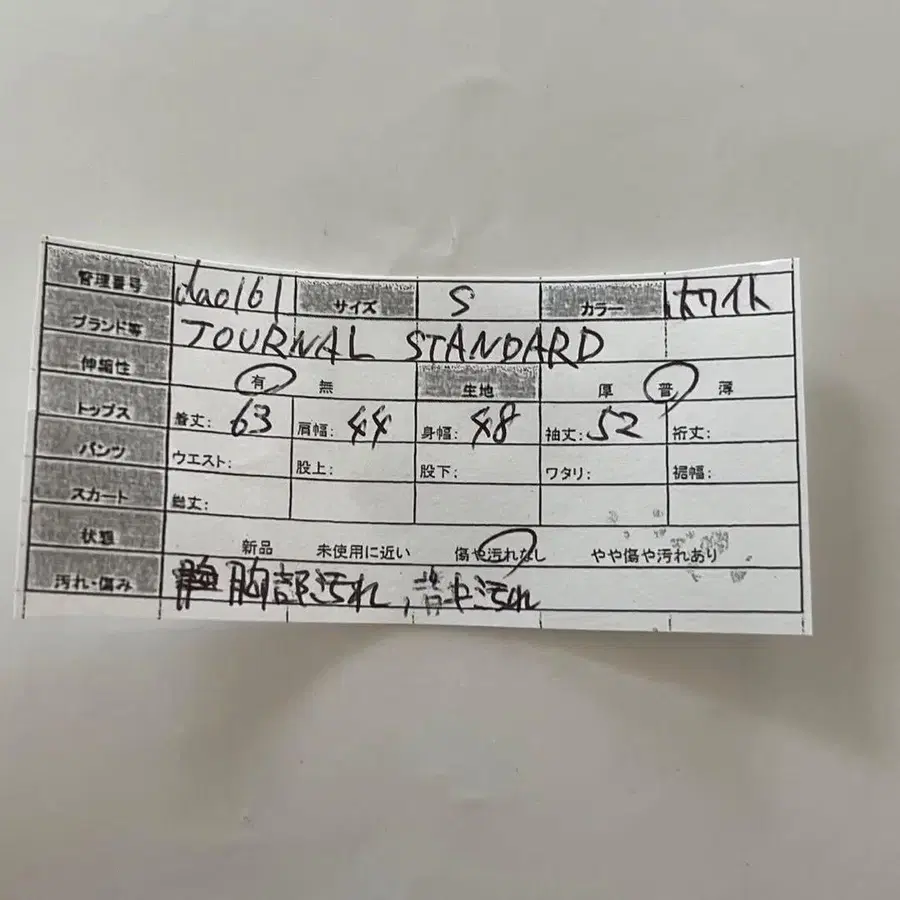 管理番号 dao161 サイズ S カラー ホワイト
ブランド等 JOURNAL STANDARD
伸縮性 有 無 生地 厚 普 薄
トップス 着丈: 63 肩幅: 44 身幅: 48 袖丈: 52 裄丈:
パンツ ウエスト: 股上: 股下: ワタリ: 裾幅:
スカート 総丈:
状態 新品 未使用に近い 傷や汚れなし やや傷や汚れあり
汚れ・傷み 胸部汚れ, 背中汚れ